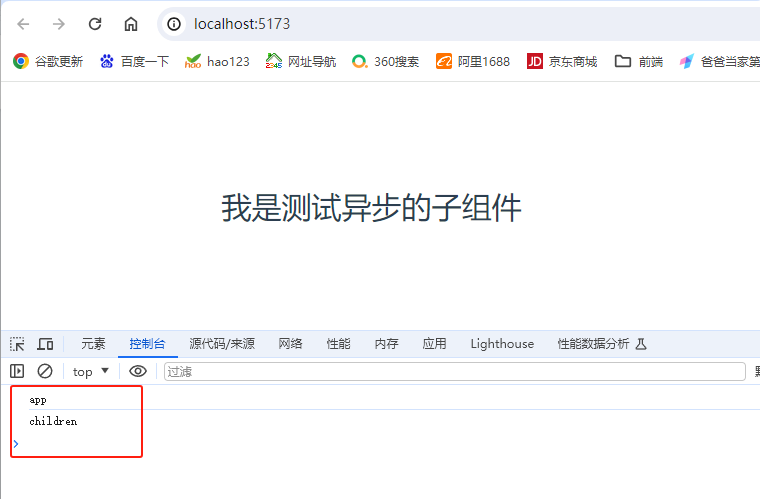 localhost:5173
谷歌更新 百度一下 hao123 网址导航 360搜索 阿里1688 京东商城 前端 爸爸当家第
我是测试异步的子组件
元素 控制台 源代码/来源 网络 性能 内存 应用 Lighthouse 性能数据分析
top 过滤
app
children